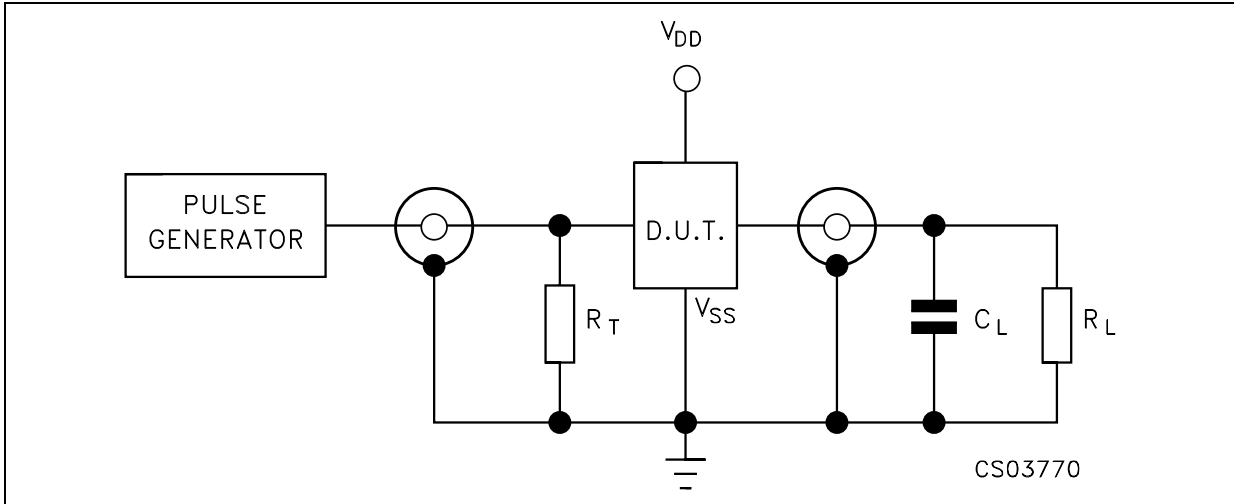 VDD
PULSE
GENERATOR
D.U.T.
VSS
RT
CL
RL
CS03770